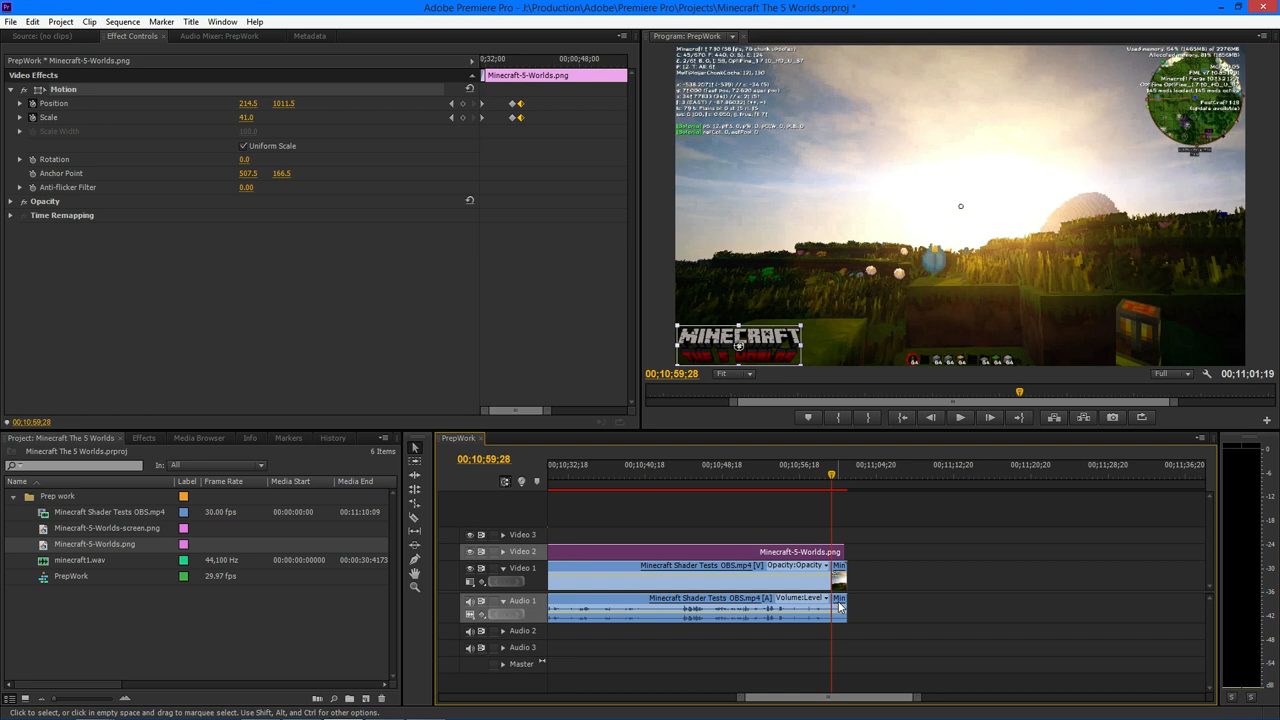 Adobe Premiere Pro - J:\Production\Adobe\Premiere Pro\Projects\Minecraft The 5 Worlds.prproj *
File Edit Project Clip Sequence Marker Title Window Help
Source: (no clips) Effect Controls Audio Mixer: PrepWork Metadata
PrepWork * Minecraft-5-Worlds.png
0;32;00 00;00;48;00
Video Effects
Minecraft-5-Worlds.png
Motion
Position 214.5 1011.5
Scale 41.0
Scale Width 100.0
Uniform Scale
Rotation 0.0
Anchor Point 507.5 166.5
Anti-flicker Filter 0.00
Opacity
Time Remapping
00;10;59;28
Program: PrepWork
MINECRAFT
00;10;59;28 Fit Full 00;11;01;19
Project: Minecraft The 5 Worlds Effects Media Browser Info Markers History
Minecraft The 5 Worlds.prproj 6 Items
In: All
Name Label Frame Rate Media Start Media End
Prep work
Minecraft Shader Tests OBS.mp4 30.00 fps 00;00;00;00 00;11;10;09
Minecraft-5-Worlds-screen.png
Minecraft-5-Worlds.png
minecraft1.wav 44,100 Hz 00:00:00:00000 00:00:30:4173
PrepWork 29.97 fps
PrepWork
00;10;59;28
00;10;32;18 00;10;40;18 00;10;48;18 00;10;56;18 00;11;04;20 00;11;12;20 00;11;20;20 00;11;28;20 00;11;36;20
Video 3
Video 2 Minecraft-5-Worlds.png
Video 1 Minecraft Shader Tests OBS.mp4 [V] Opacity:Opacity Min
Audio 1 Minecraft Shader Tests OBS.mp4 [A] Volume:Level Min
Audio 2
Audio 3
Master
0
S S
Click to select, or click in empty space and drag to marquee select. Use Shift, Alt, and Ctrl for other options.